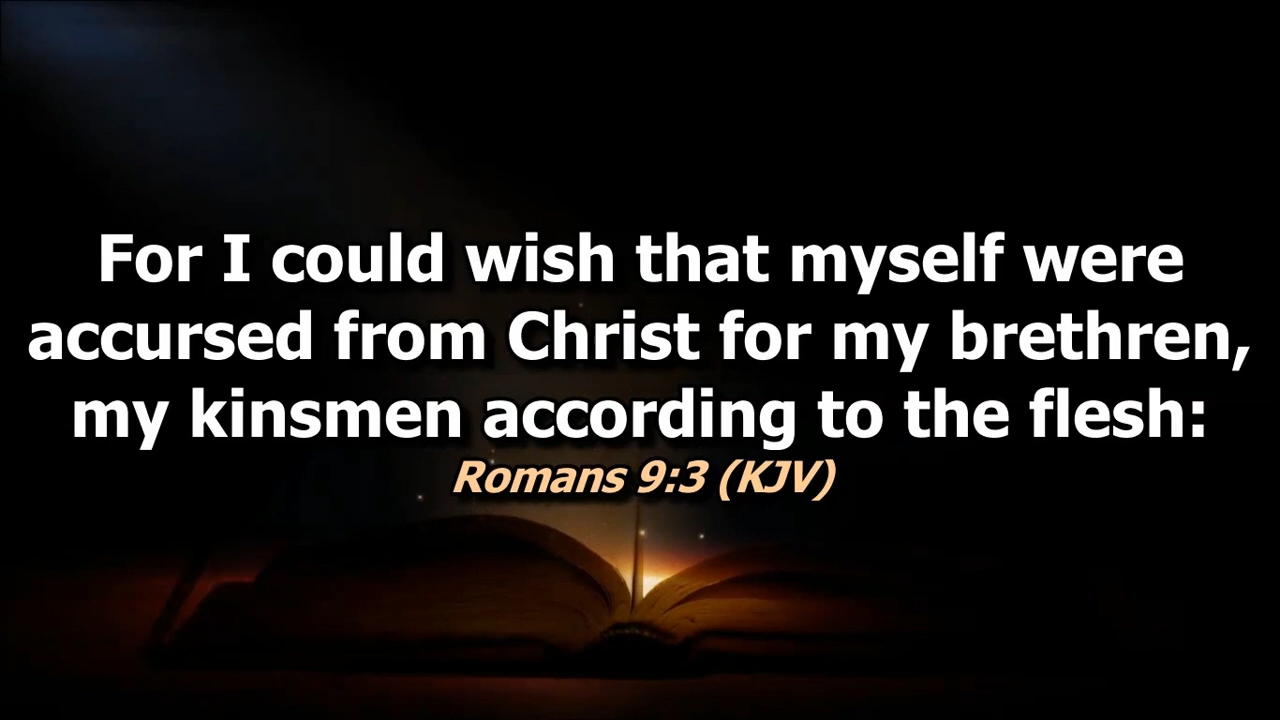 For I could wish that myself were
accursed from Christ for my brethren,
my kinsmen according to the flesh:
Romans 9:3 (KJV)